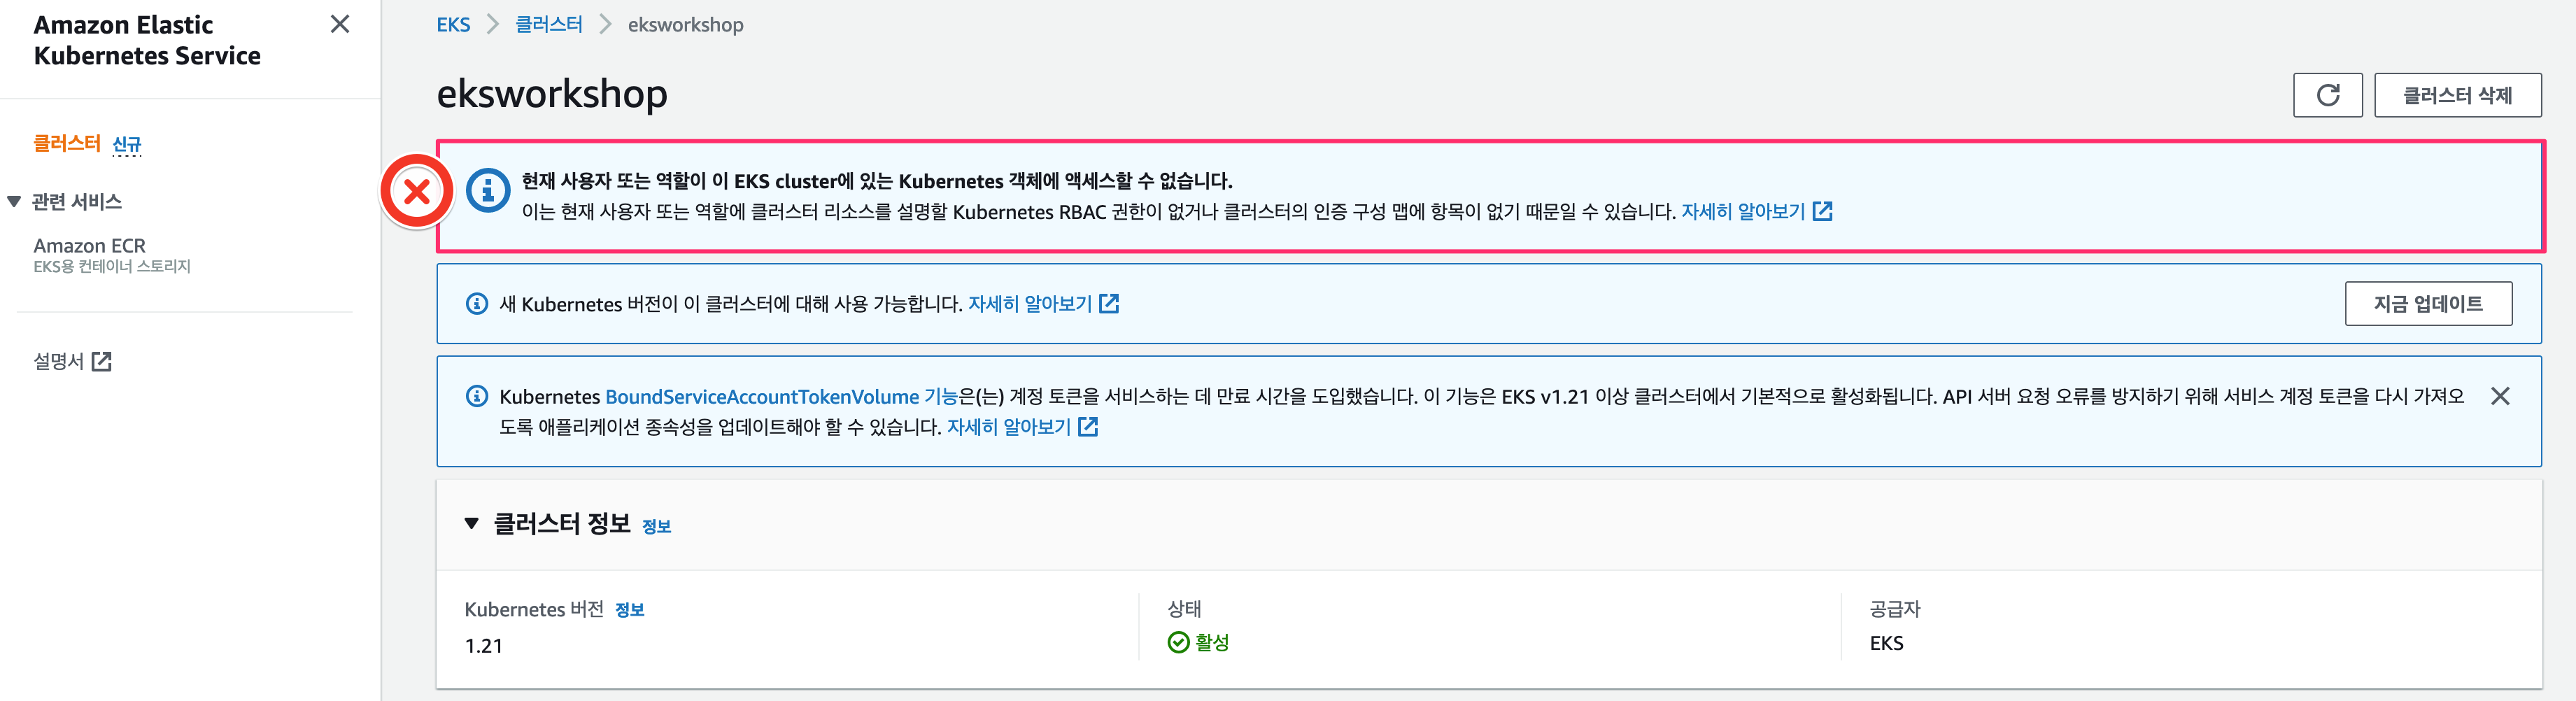 Amazon Elastic
Kubernetes Service
클러스터 신규
관련 서비스
Amazon ECR
EKS용 컨테이너 스토리지
설명서
EKS 클러스터 eksworkshop
eksworkshop
클러스터 삭제
현재 사용자 또는 역할이 이 EKS cluster에 있는 Kubernetes 객체에 액세스할 수 없습니다.
이는 현재 사용자 또는 역할에 클러스터 리소스를 설명할 Kubernetes RBAC 권한이 없거나 클러스터의 인증 구성 맵에 항목이 없기 때문일 수 있습니다. 자세히 알아보기
새 Kubernetes 버전이 이 클러스터에 대해 사용 가능합니다. 자세히 알아보기
지금 업데이트
Kubernetes BoundServiceAccountTokenVolume 기능은(는) 계정 토큰을 서비스하는 데 만료 시간을 도입했습니다. 이 기능은 EKS v1.21 이상 클러스터에서 기본적으로 활성화됩니다. API 서버 요청 오류를 방지하기 위해 서비스 계정 토큰을 다시 가져오
도록 애플리케이션 종속성을 업데이트해야 할 수 있습니다. 자세히 알아보기
클러스터 정보 정보
Kubernetes 버전 정보
1.21
상태
활성
공급자
EKS